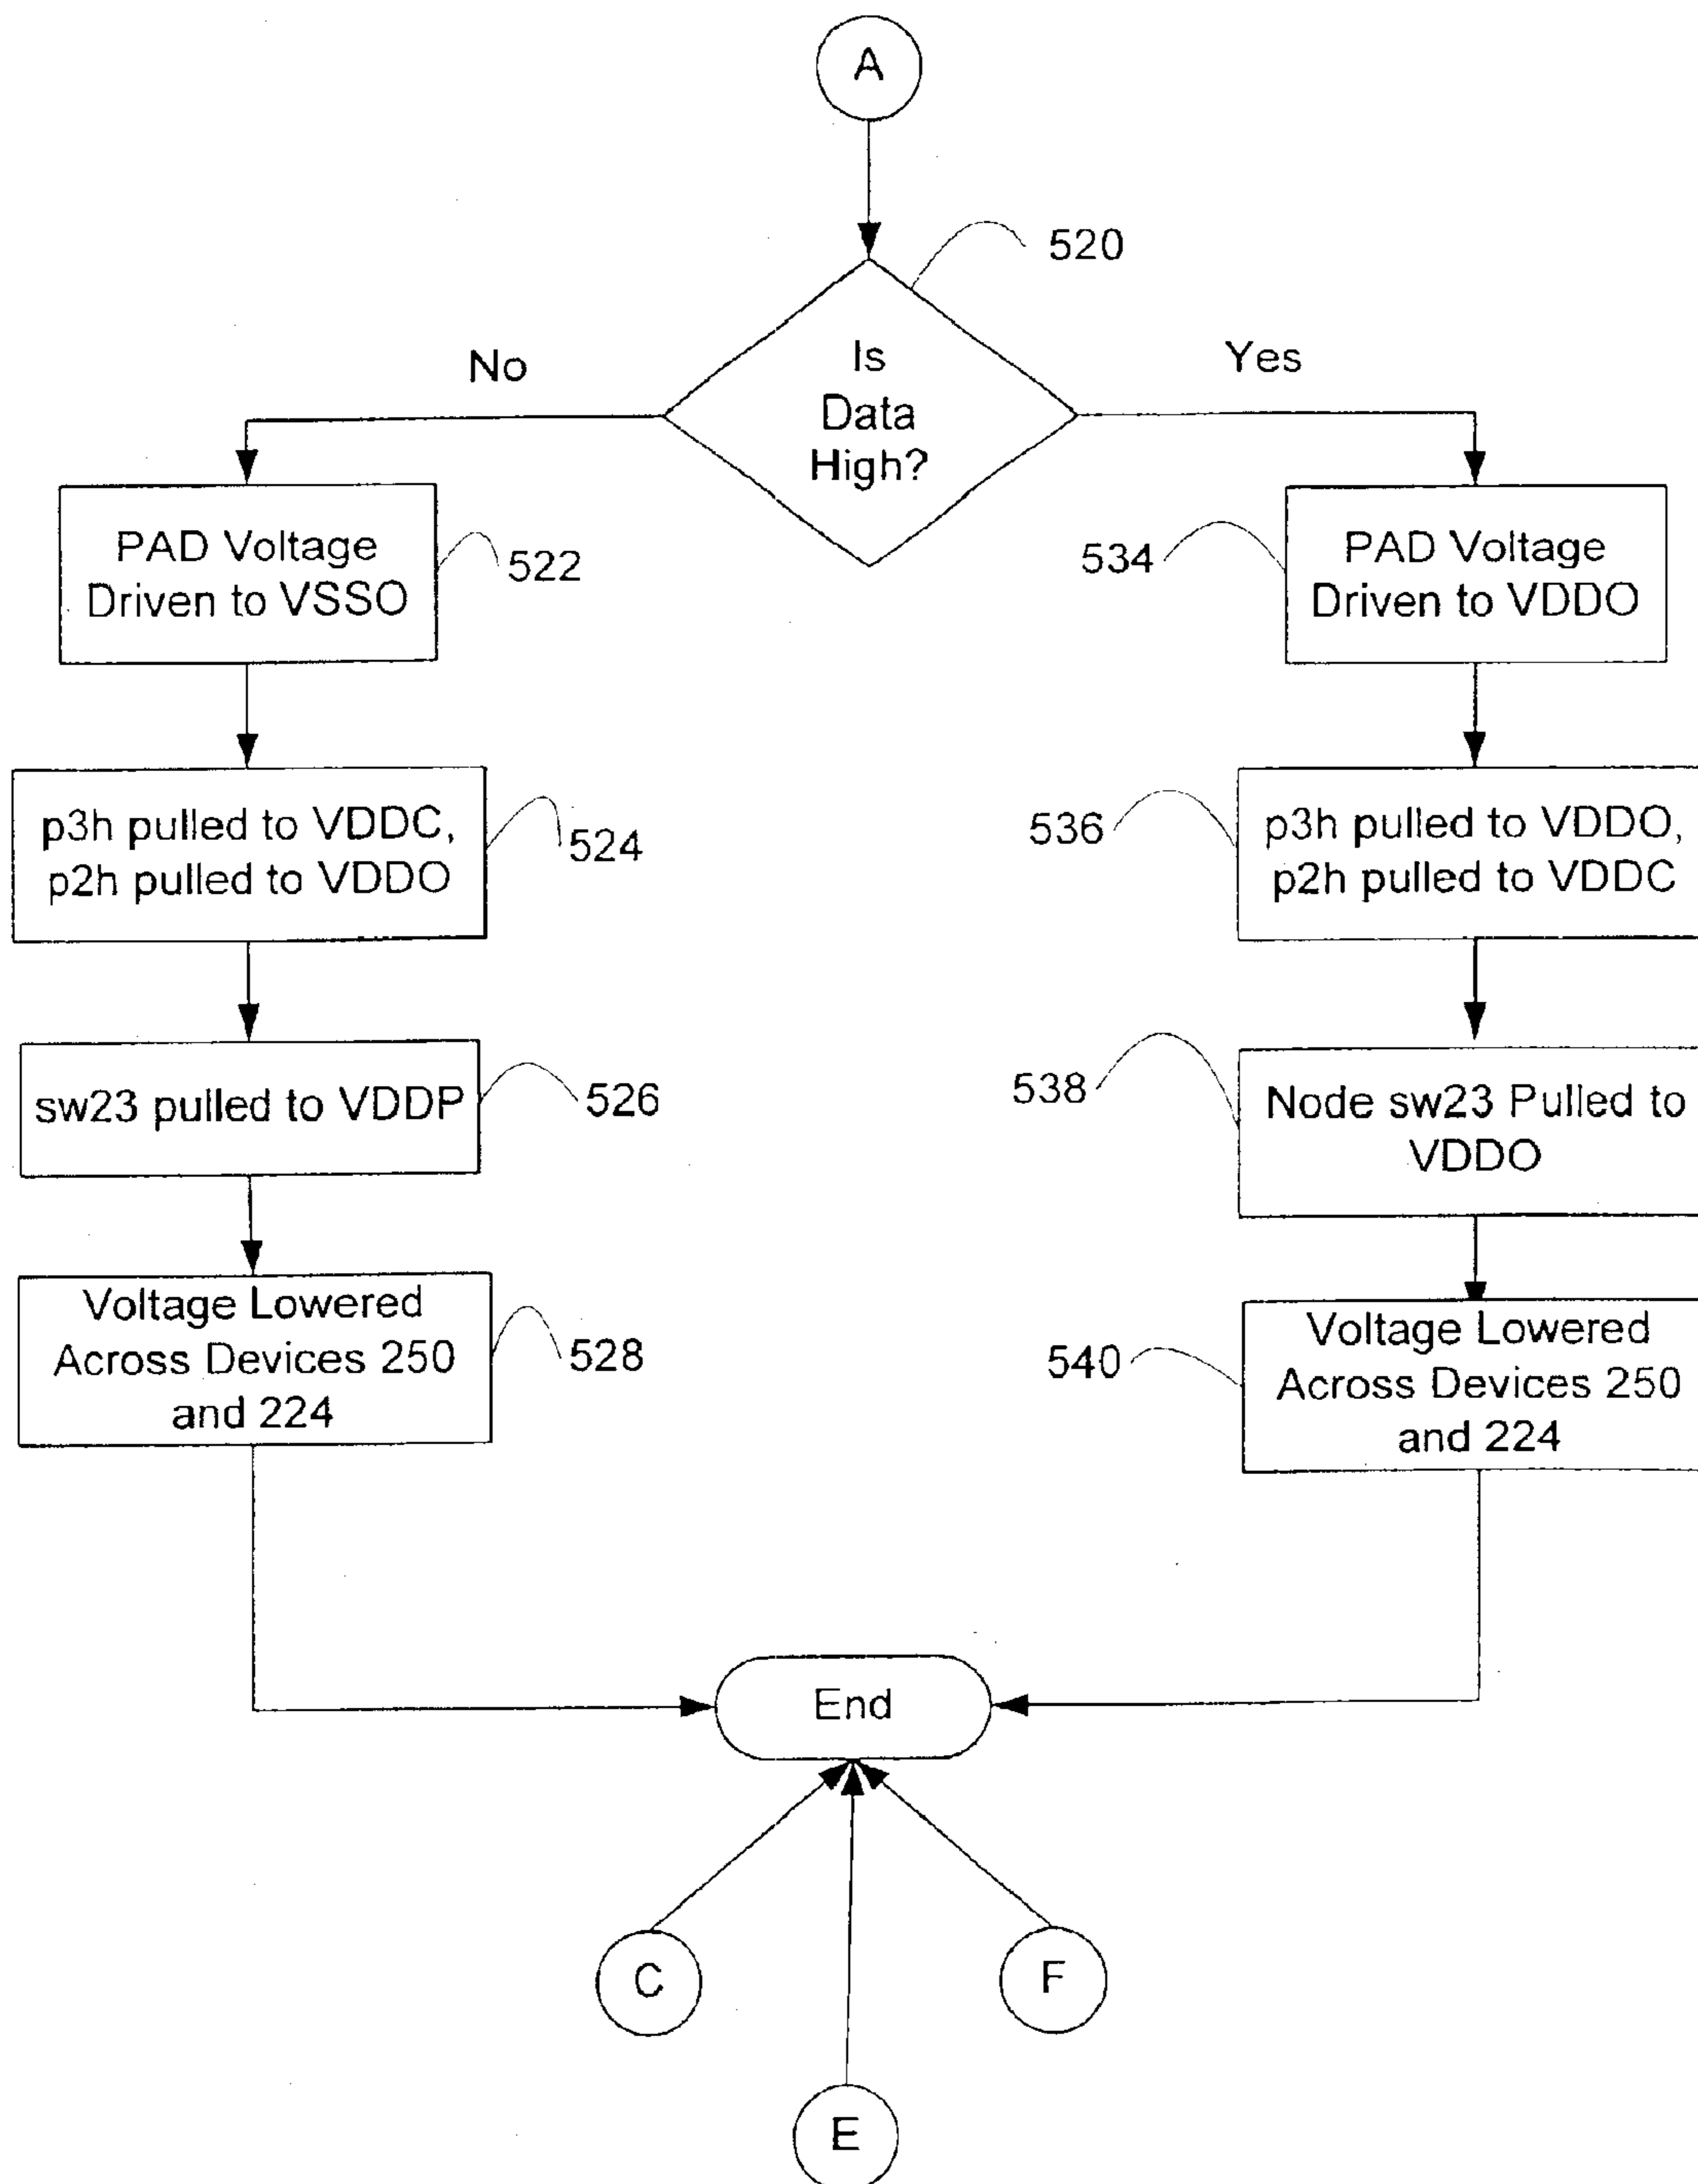 A
520
No
Is
Data
High?
Yes
PAD Voltage
Driven to VSSO
522
534
PAD Voltage
Driven to VDDO
p3h pulled to VDDC,
p2h pulled to VDDO
524
536
p3h pulled to VDDO,
p2h pulled to VDDC
sw23 pulled to VDDP
526
538
Node sw23 Pulled to
VDDO
Voltage Lowered
Across Devices 250
and 224
528
540
Voltage Lowered
Across Devices 250
and 224
End
C
F
E